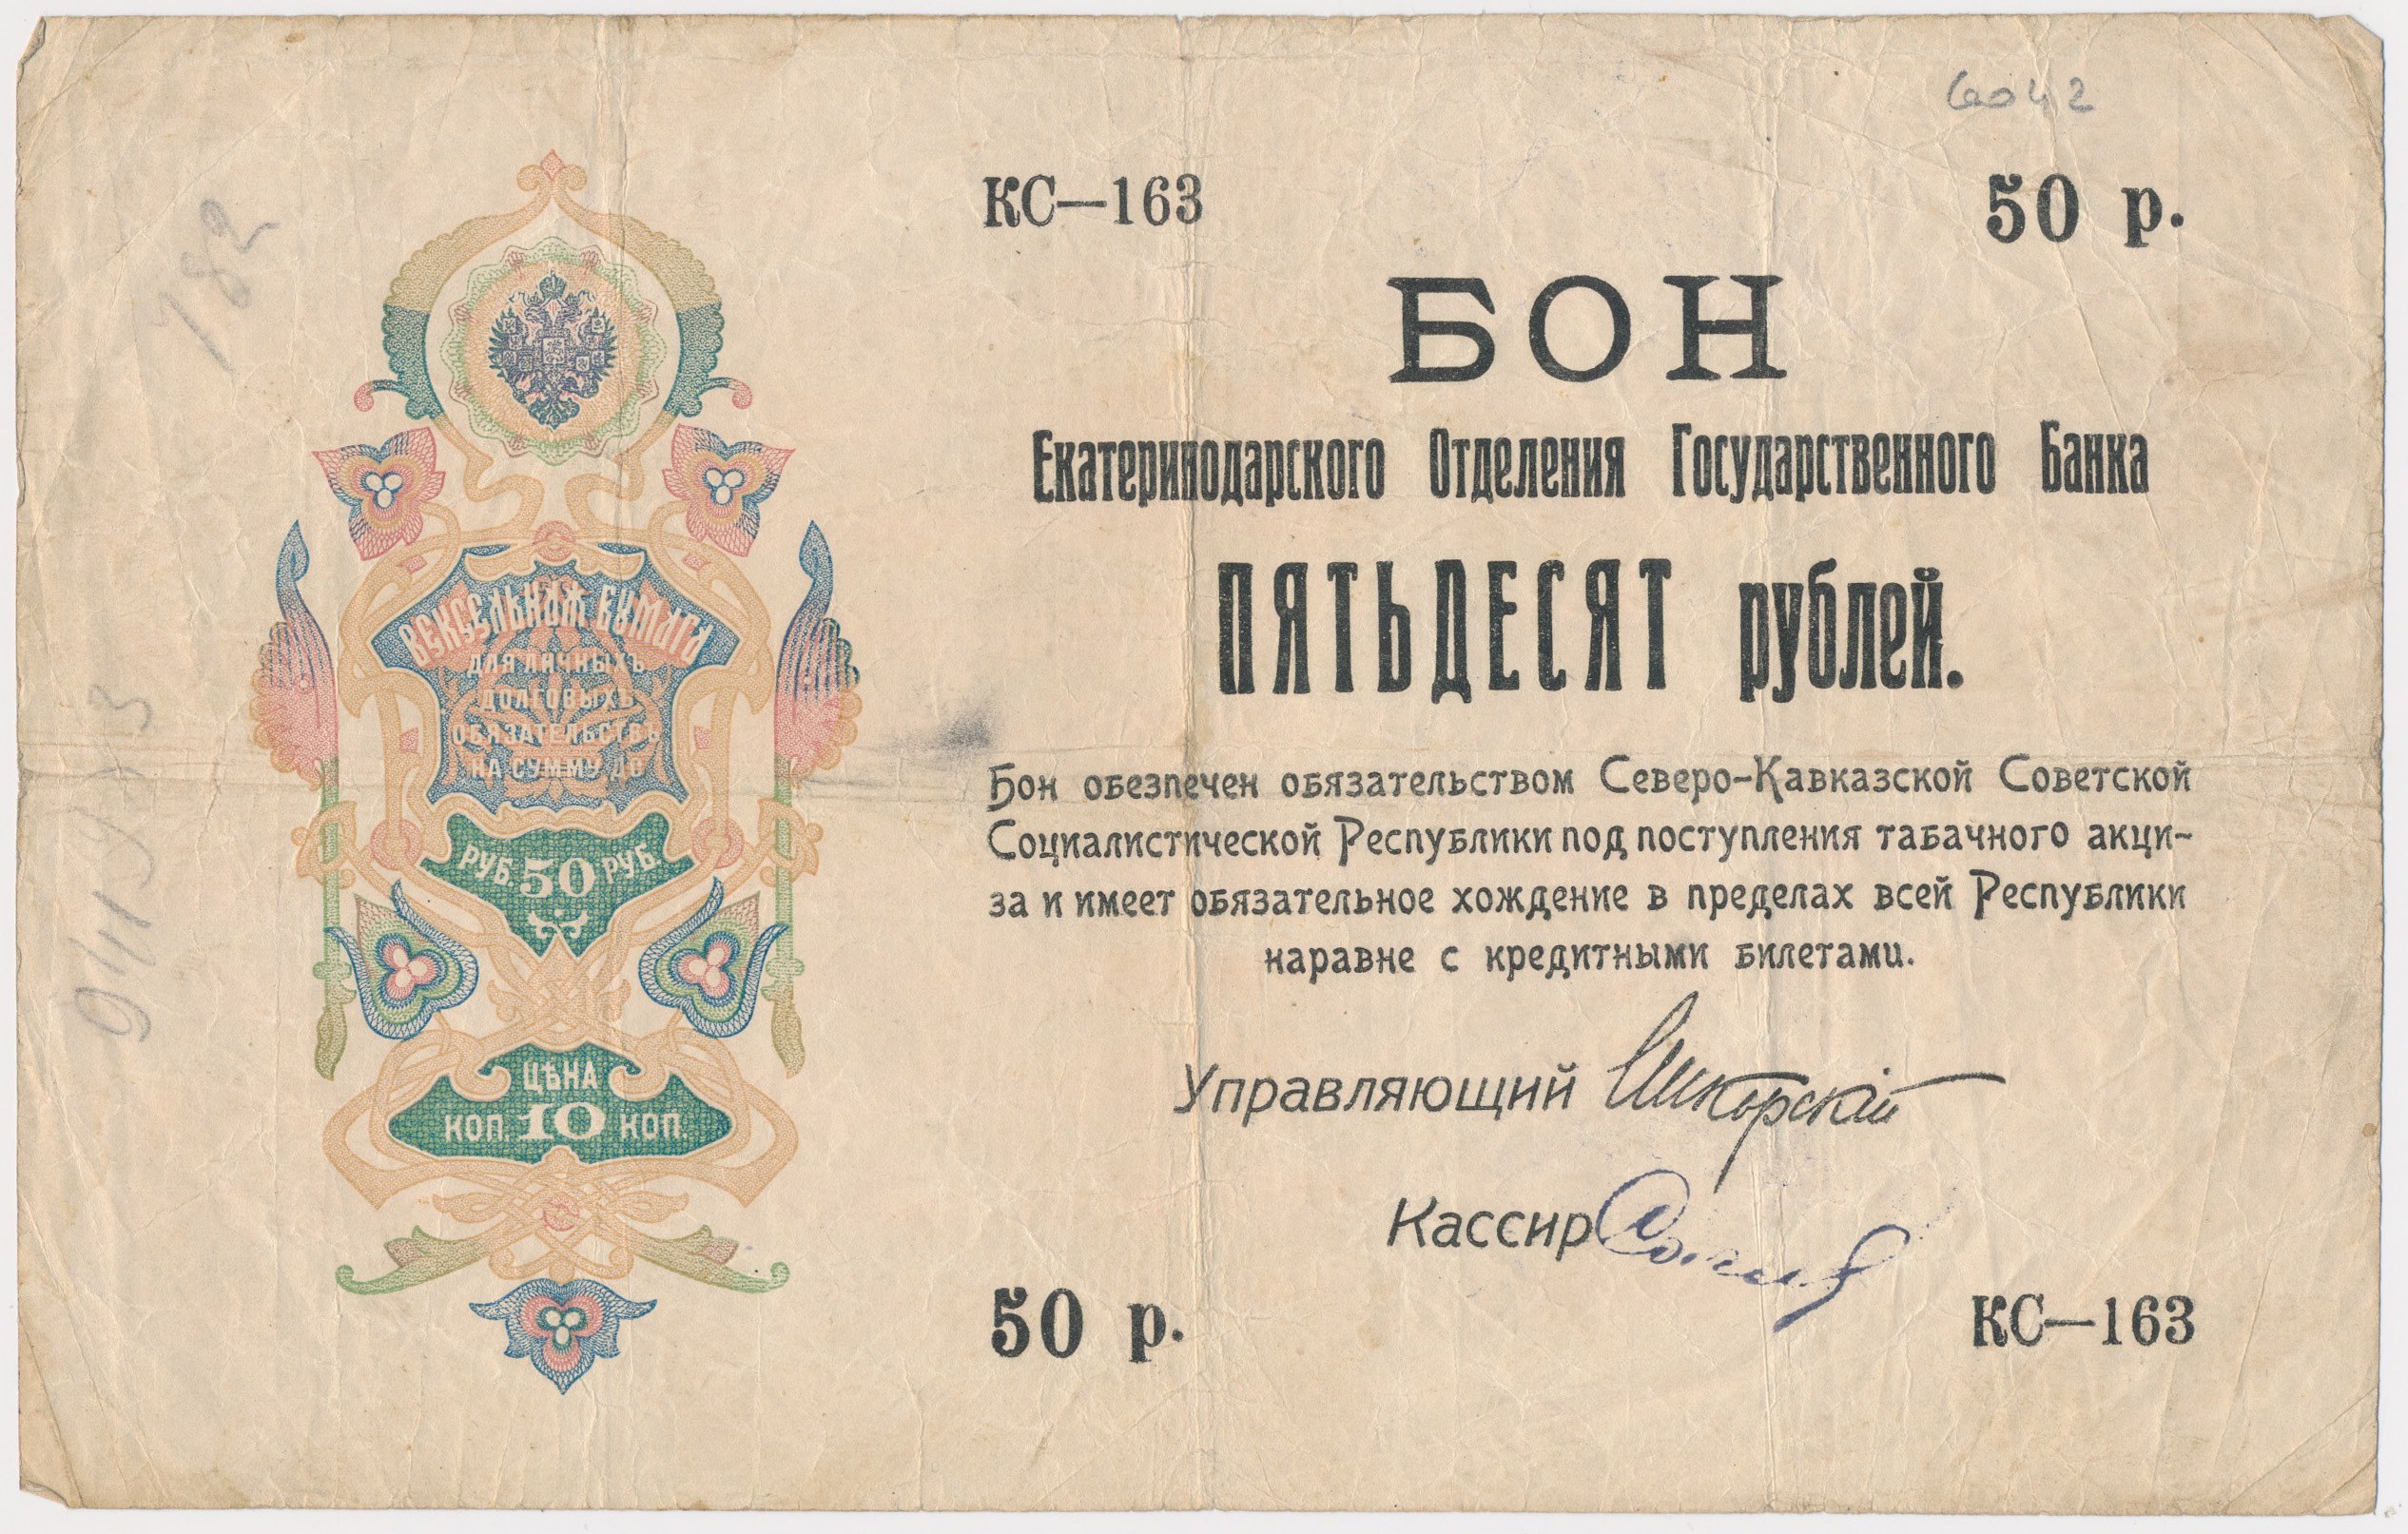 6042
182
КС—163
50 р.
БОН
Екатеринодарского Отделения Государственного Банка
ПЯТЬДЕСЯТ рублей.
Бон обезпечен обязательством Северо-Кавказской Советской
Социалистической Республики под поступления табачного акци-
за и имеет обязательное хождение в пределах всей Республики
наравне с кредитными билетами.
Управляющий
Кассир
50 р.
КС—163
ВЕКСЕЛЬНАЯ БУМАГА
ДЛЯ ЛИЧНЫХЪ
ДОЛГОВЫХЪ
ОБЯЗАТЕЛЬСТВЪ
НА СУММУ ДО
РУБ. 50 РУБ.
ЦѢНА
КОП. 10 КОП.